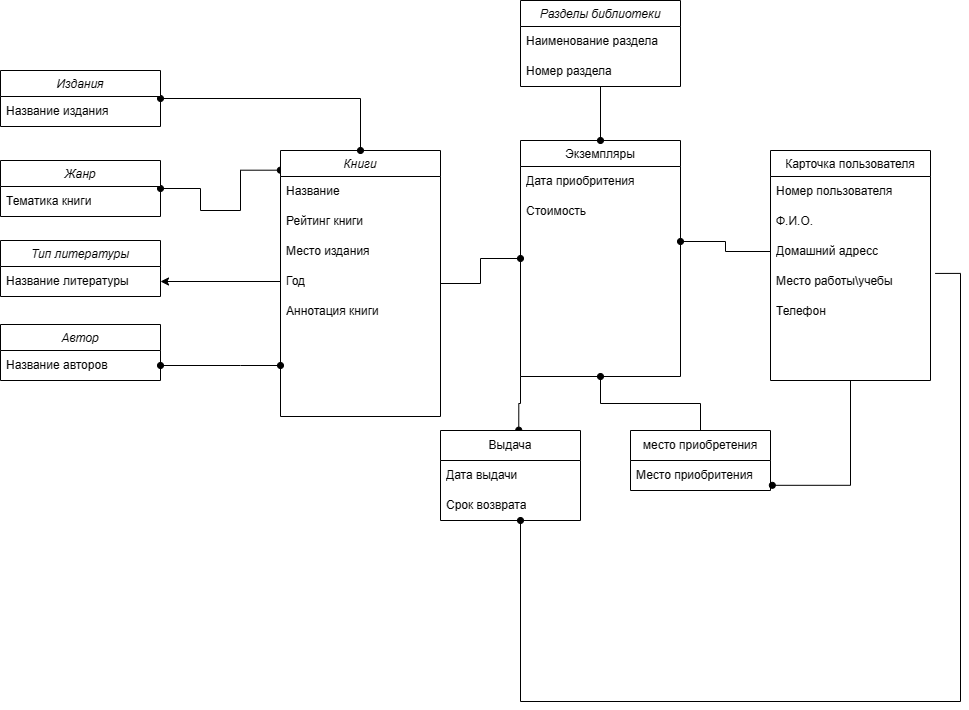 Разделы библиотеки
Наименование раздела
Номер раздела
Издания
Название издания
Жанр
Тематика книги
Тип литературы
Название литературы
Автор
Название авторов
Книги
Название
Рейтинг книги
Место издания
Год
Аннотация книги
Экземпляры
Дата приобритения
Стоимость
Карточка пользователя
Номер пользователя
Ф.И.О.
Домашний адресс
Место работы\учебы
Телефон
Выдача
Дата выдачи
Срок возврата
место приобретения
Место приобритения